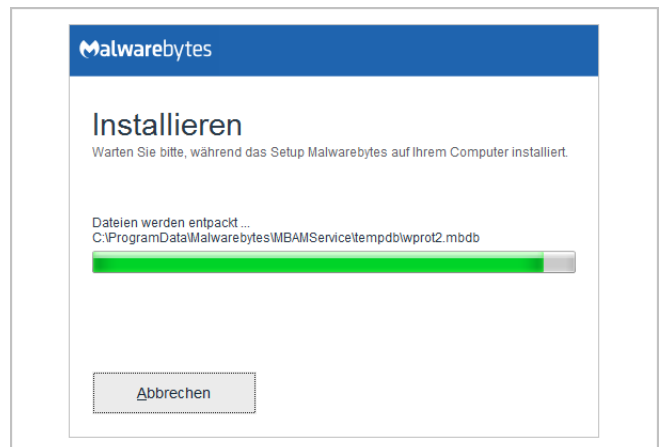 Malwarebytes
Installieren
Warten Sie bitte, während das Setup Malwarebytes auf Ihrem Computer installiert.
Dateien werden entpackt ...
C:\ProgramData\Malwarebytes\MBAMService\tempdb\wprot2.mbdb
Abbrechen